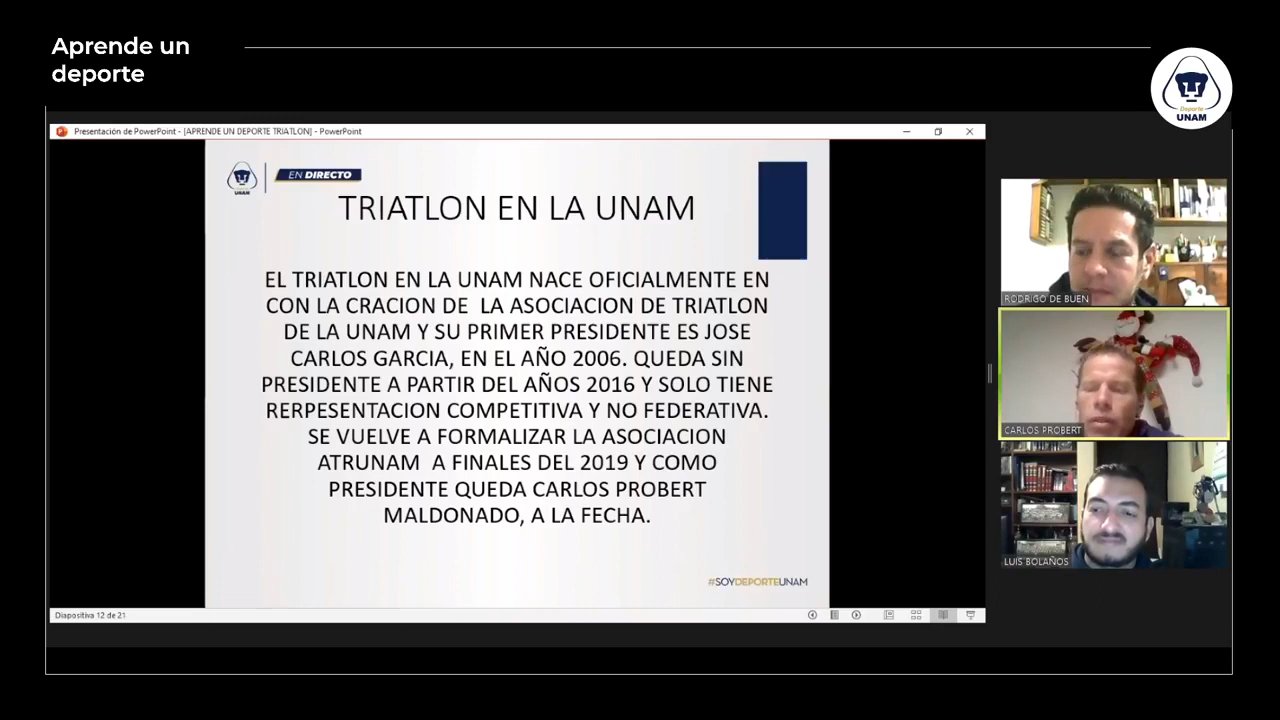 Aprende un
deporte
Deporte
UNAM
Presentación de PowerPoint - [APRENDE UN DEPORTE TRIATLON] - PowerPoint
UNAM
EN DIRECTO
TRIATLON EN LA UNAM
EL TRIATLON EN LA UNAM NACE OFICIALMENTE EN
CON LA CRACION DE LA ASOCIACION DE TRIATLON
DE LA UNAM Y SU PRIMER PRESIDENTE ES JOSE
CARLOS GARCIA, EN EL AÑO 2006. QUEDA SIN
PRESIDENTE A PARTIR DEL AÑOS 2016 Y SOLO TIENE
RERPESENTACION COMPETITIVA Y NO FEDERATIVA.
SE VUELVE A FORMALIZAR LA ASOCIACION
ATRUNAM A FINALES DEL 2019 Y COMO
PRESIDENTE QUEDA CARLOS PROBERT
MALDONADO, A LA FECHA.
#SOYDEPORTEUNAM
Diapositiva 12 de 21
RODRIGO DE BUEN
CARLOS PROBERT
LUIS BOLAÑOS